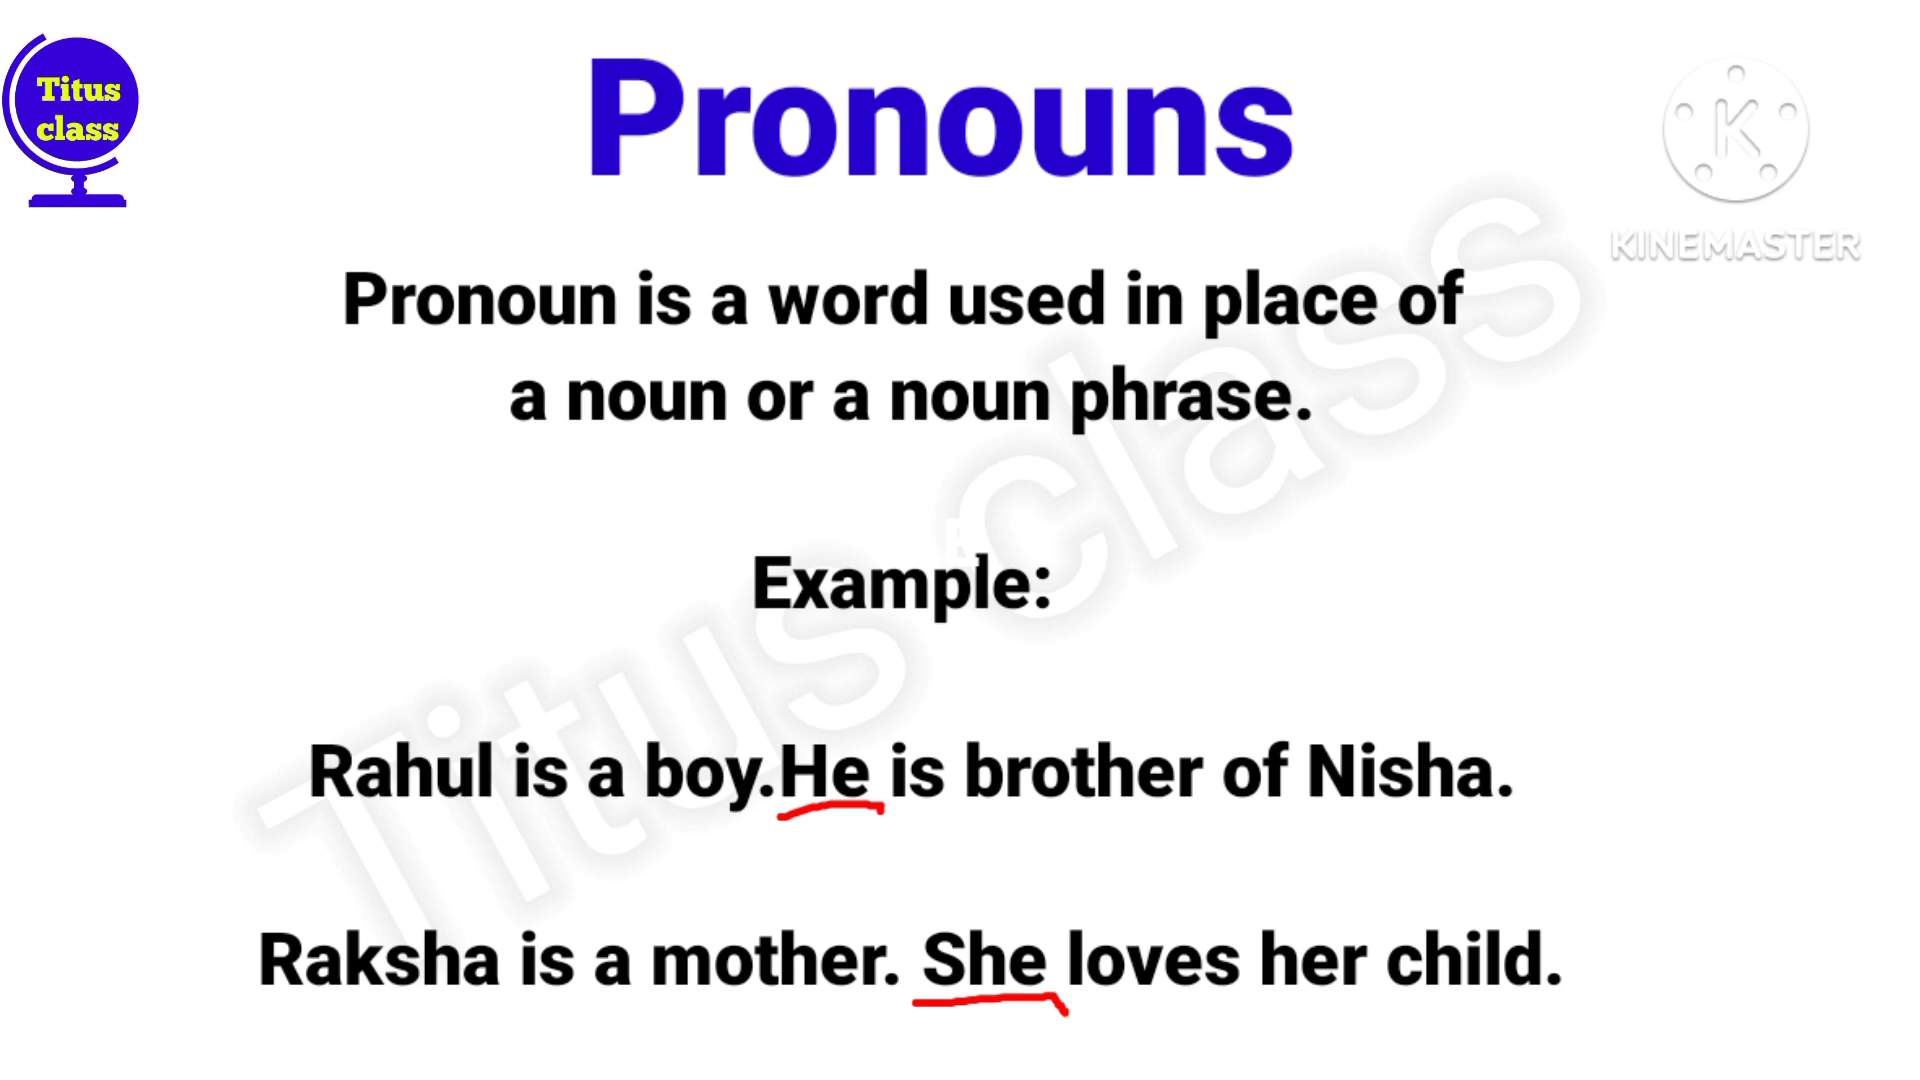 Titus
class
Pronouns
KINEMASTER
Pronoun is a word used in place of
a noun or a noun phrase.
Example:
Rahul is a boy.He is brother of Nisha.
Raksha is a mother. She loves her child.
Titus class